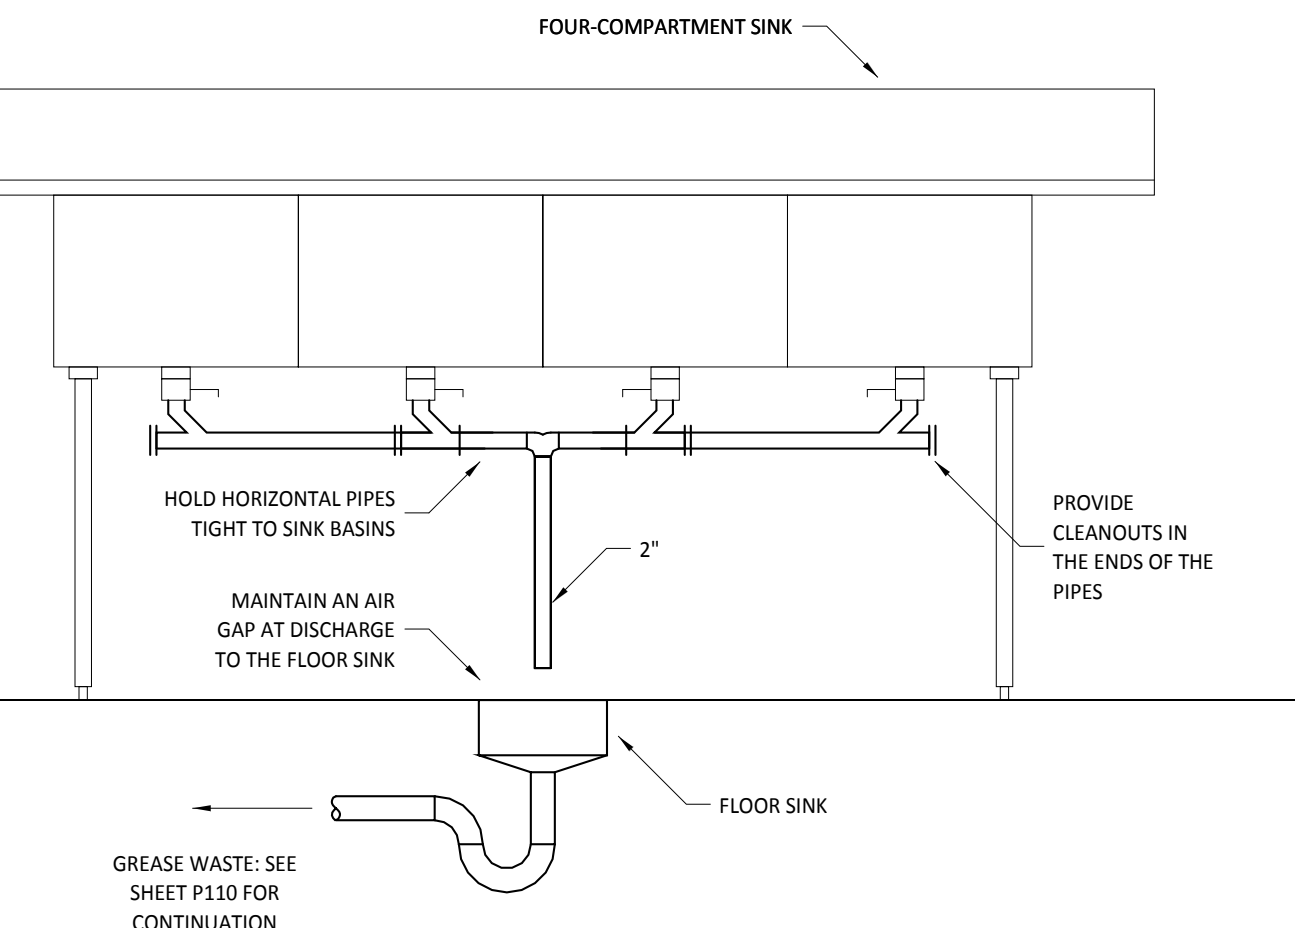 FOUR-COMPARTMENT SINK
HOLD HORIZONTAL PIPES
TIGHT TO SINK BASINS
PROVIDE
CLEANOUTS IN
THE ENDS OF THE
PIPES
2"
MAINTAIN AN AIR
GAP AT DISCHARGE
TO THE FLOOR SINK
FLOOR SINK
GREASE WASTE: SEE
SHEET P110 FOR
CONTINUATION